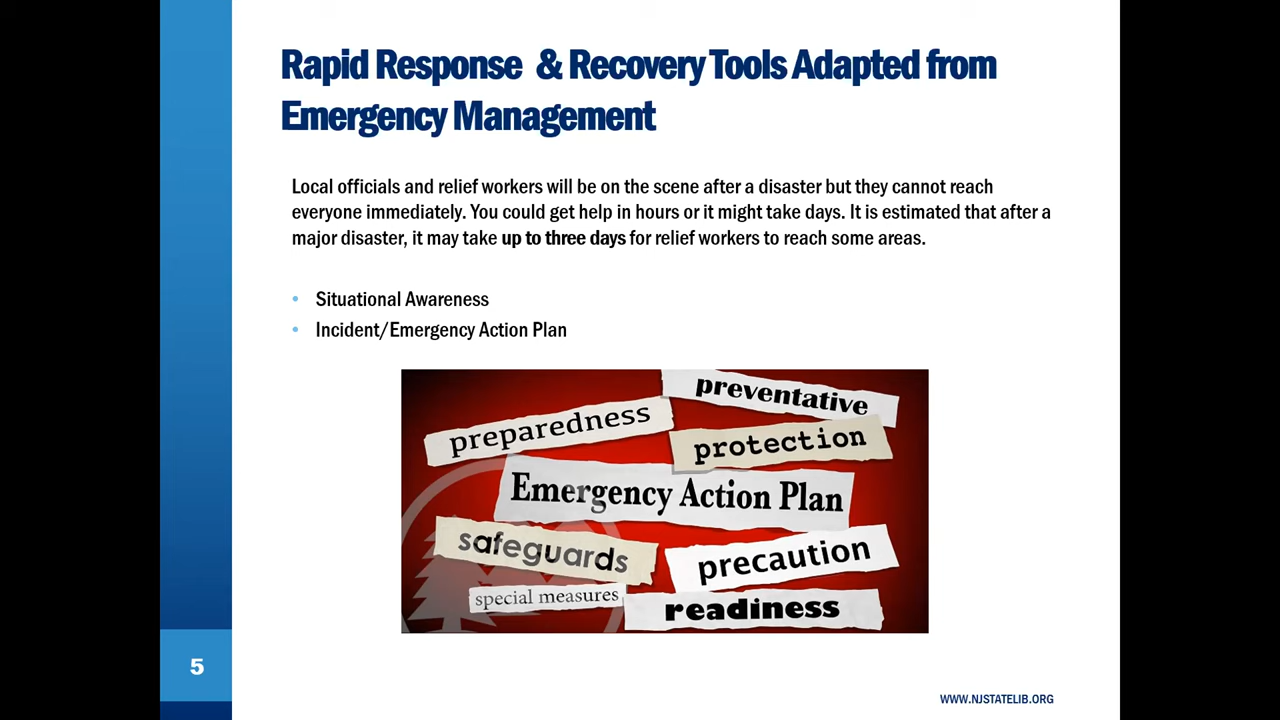 Rapid Response & Recovery Tools Adapted from
Emergency Management
Local officials and relief workers will be on the scene after a disaster but they cannot reach
everyone immediately. You could get help in hours or it might take days. It is estimated that after a
major disaster, it may take up to three days for relief workers to reach some areas.
• Situational Awareness
• Incident/Emergency Action Plan
preventative
preparedness
protection
Emergency Action Plan
safeguards
precaution
special measures
readiness
5
WWW.NJSTATELIB.ORG